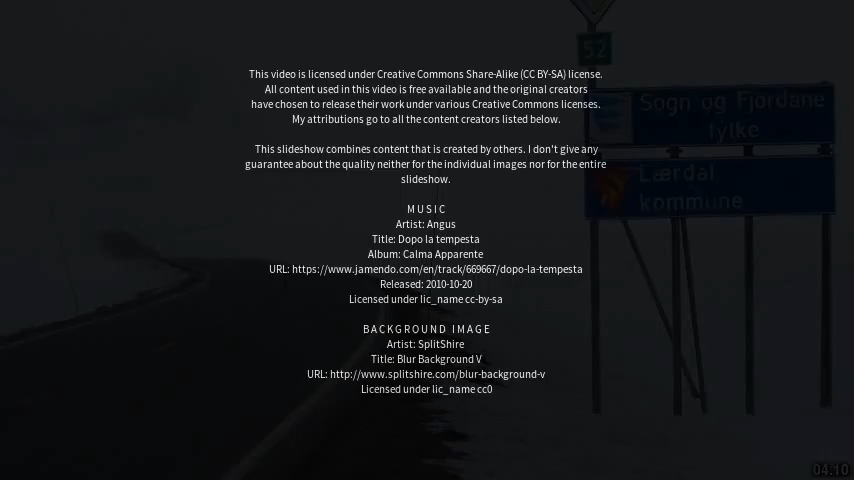 52
Sogn og Fjordane
fylke
Lærdal
kommune
This video is licensed under Creative Commons Share-Alike (CC BY-SA) license.
All content used in this video is free available and the original creators
have chosen to release their work under various Creative Commons licenses.
My attributions go to all the content creators listed below.
This slideshow combines content that is created by others. I don't give any
guarantee about the quality neither for the individual images nor for the entire
slideshow.
MUSIC
Artist: Angus
Title: Dopo la tempesta
Album: Calma Apparente
URL: https://www.jamendo.com/en/track/669667/dopo-la-tempesta
Released: 2010-10-20
Licensed under lic_name cc-by-sa
BACKGROUND IMAGE
Artist: SplitShire
Title: Blur Background V
URL: http://www.splitshire.com/blur-background-v
Licensed under lic_name cc0
04.10